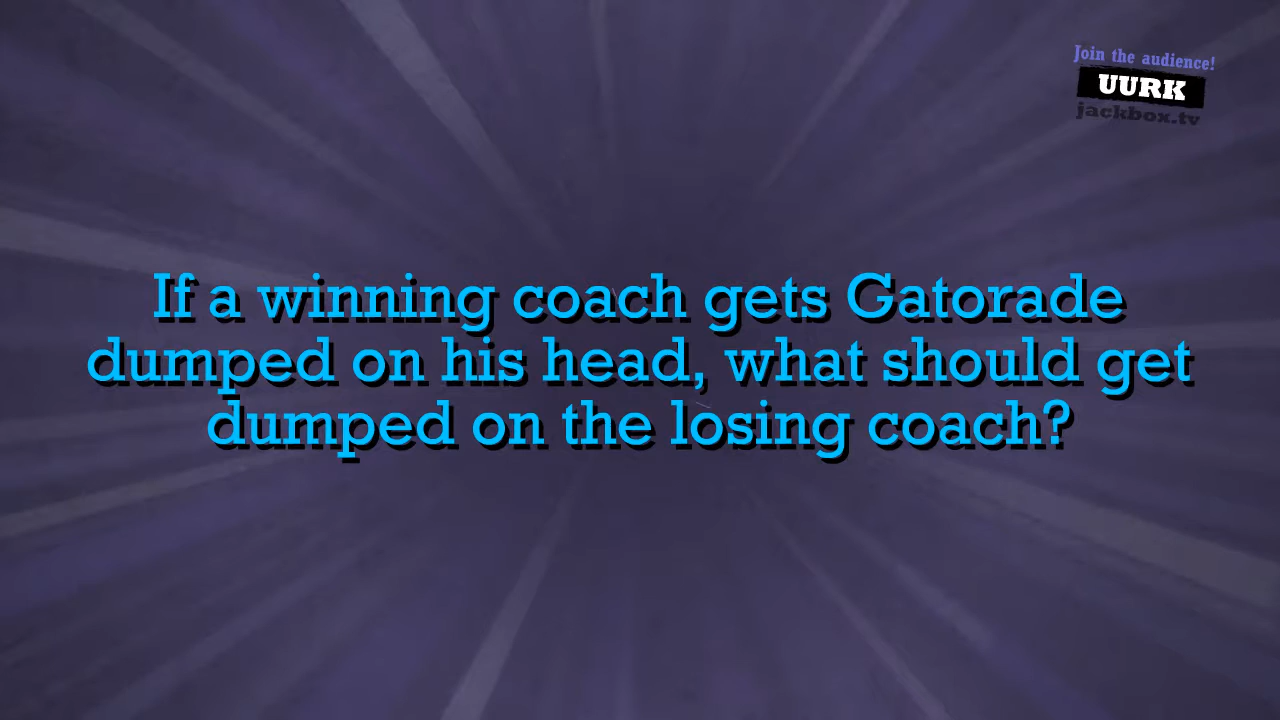 Join the audience!
UURK
jackbox.tv
If a winning coach gets Gatorade
dumped on his head, what should get
dumped on the losing coach?